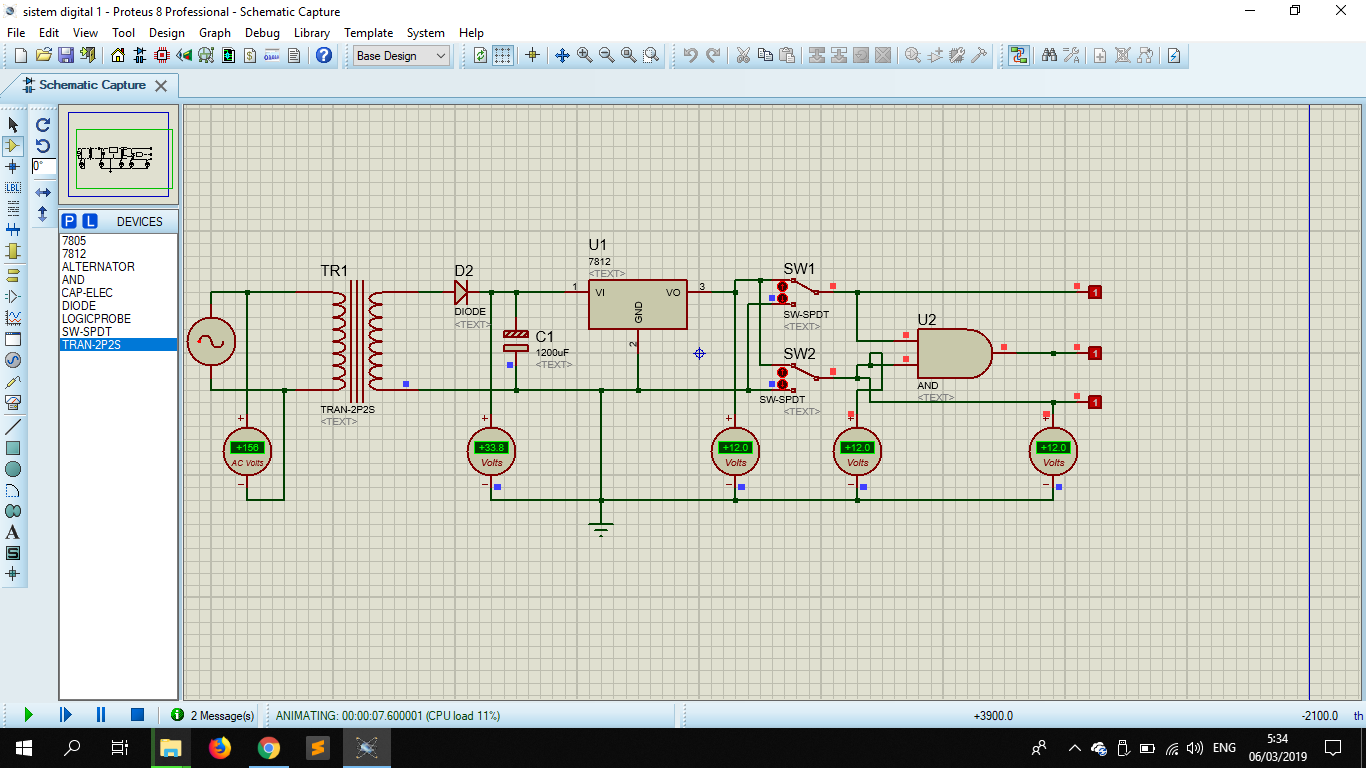 sistem digital 1 - Proteus 8 Professional - Schematic Capture
File Edit View Tool Design Graph Debug Library Template System Help
Base Design
Schematic Capture
0°
LBL
A
S
P L DEVICES
7805
7812
ALTERNATOR
AND
CAP-ELEC
DIODE
LOGICPROBE
SW-SPDT
TRAN-2P2S
TR1
TRAN-2P2S
<TEXT>
D2
DIODE
<TEXT>
C1
1200uF
<TEXT>
U1
7812
<TEXT>
1 VI VO 3
GND
2
SW1
SW-SPDT
<TEXT>
SW2
SW-SPDT
<TEXT>
U2
AND
<TEXT>
1
1
1
+ + + + +
+156 +33.8 +12.0 +12.0 +12.0
AC Volts Volts Volts Volts Volts
− − − − −
2 Message(s) ANIMATING: 00:00:07.600001 (CPU load 11%) +3900.0 -2100.0 th
ENG 5:34
06/03/2019